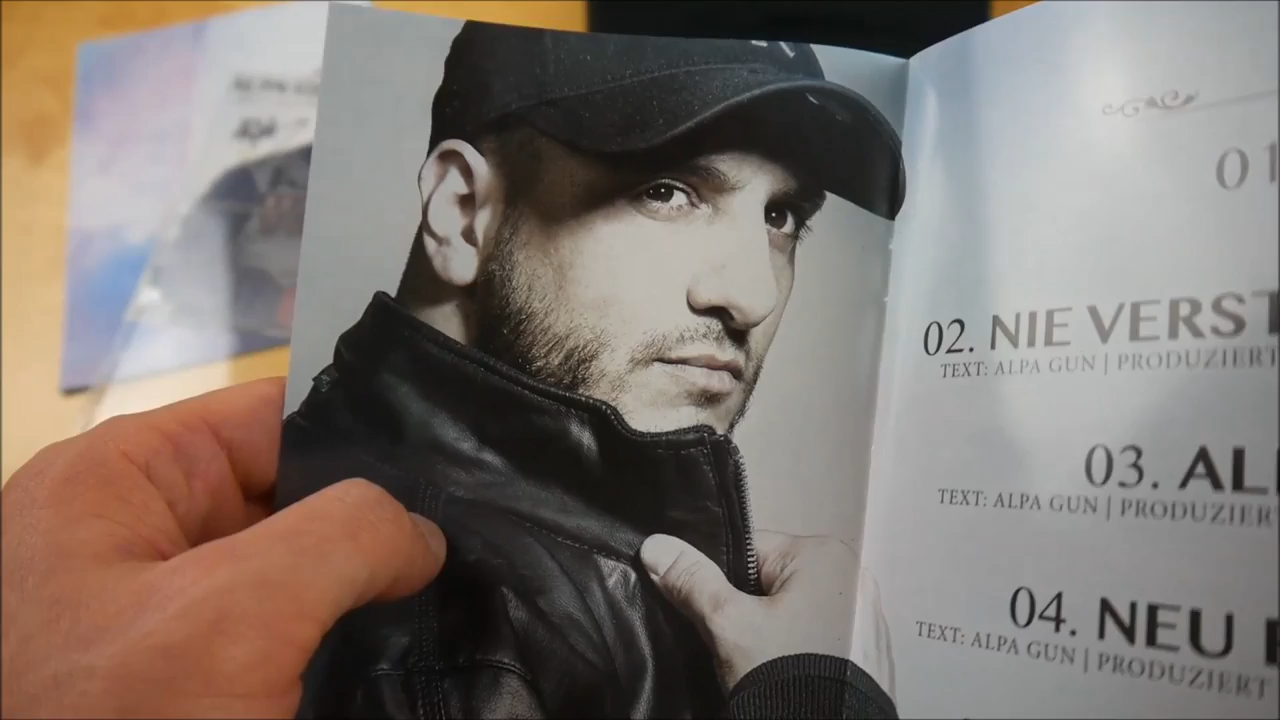 01
02. NIE VERST
TEXT: ALPA GUN | PRODUZIERT
03. AL
TEXT: ALPA GUN | PRODUZIER
04. NEU
TEXT: ALPA GUN | PRODUZIERT